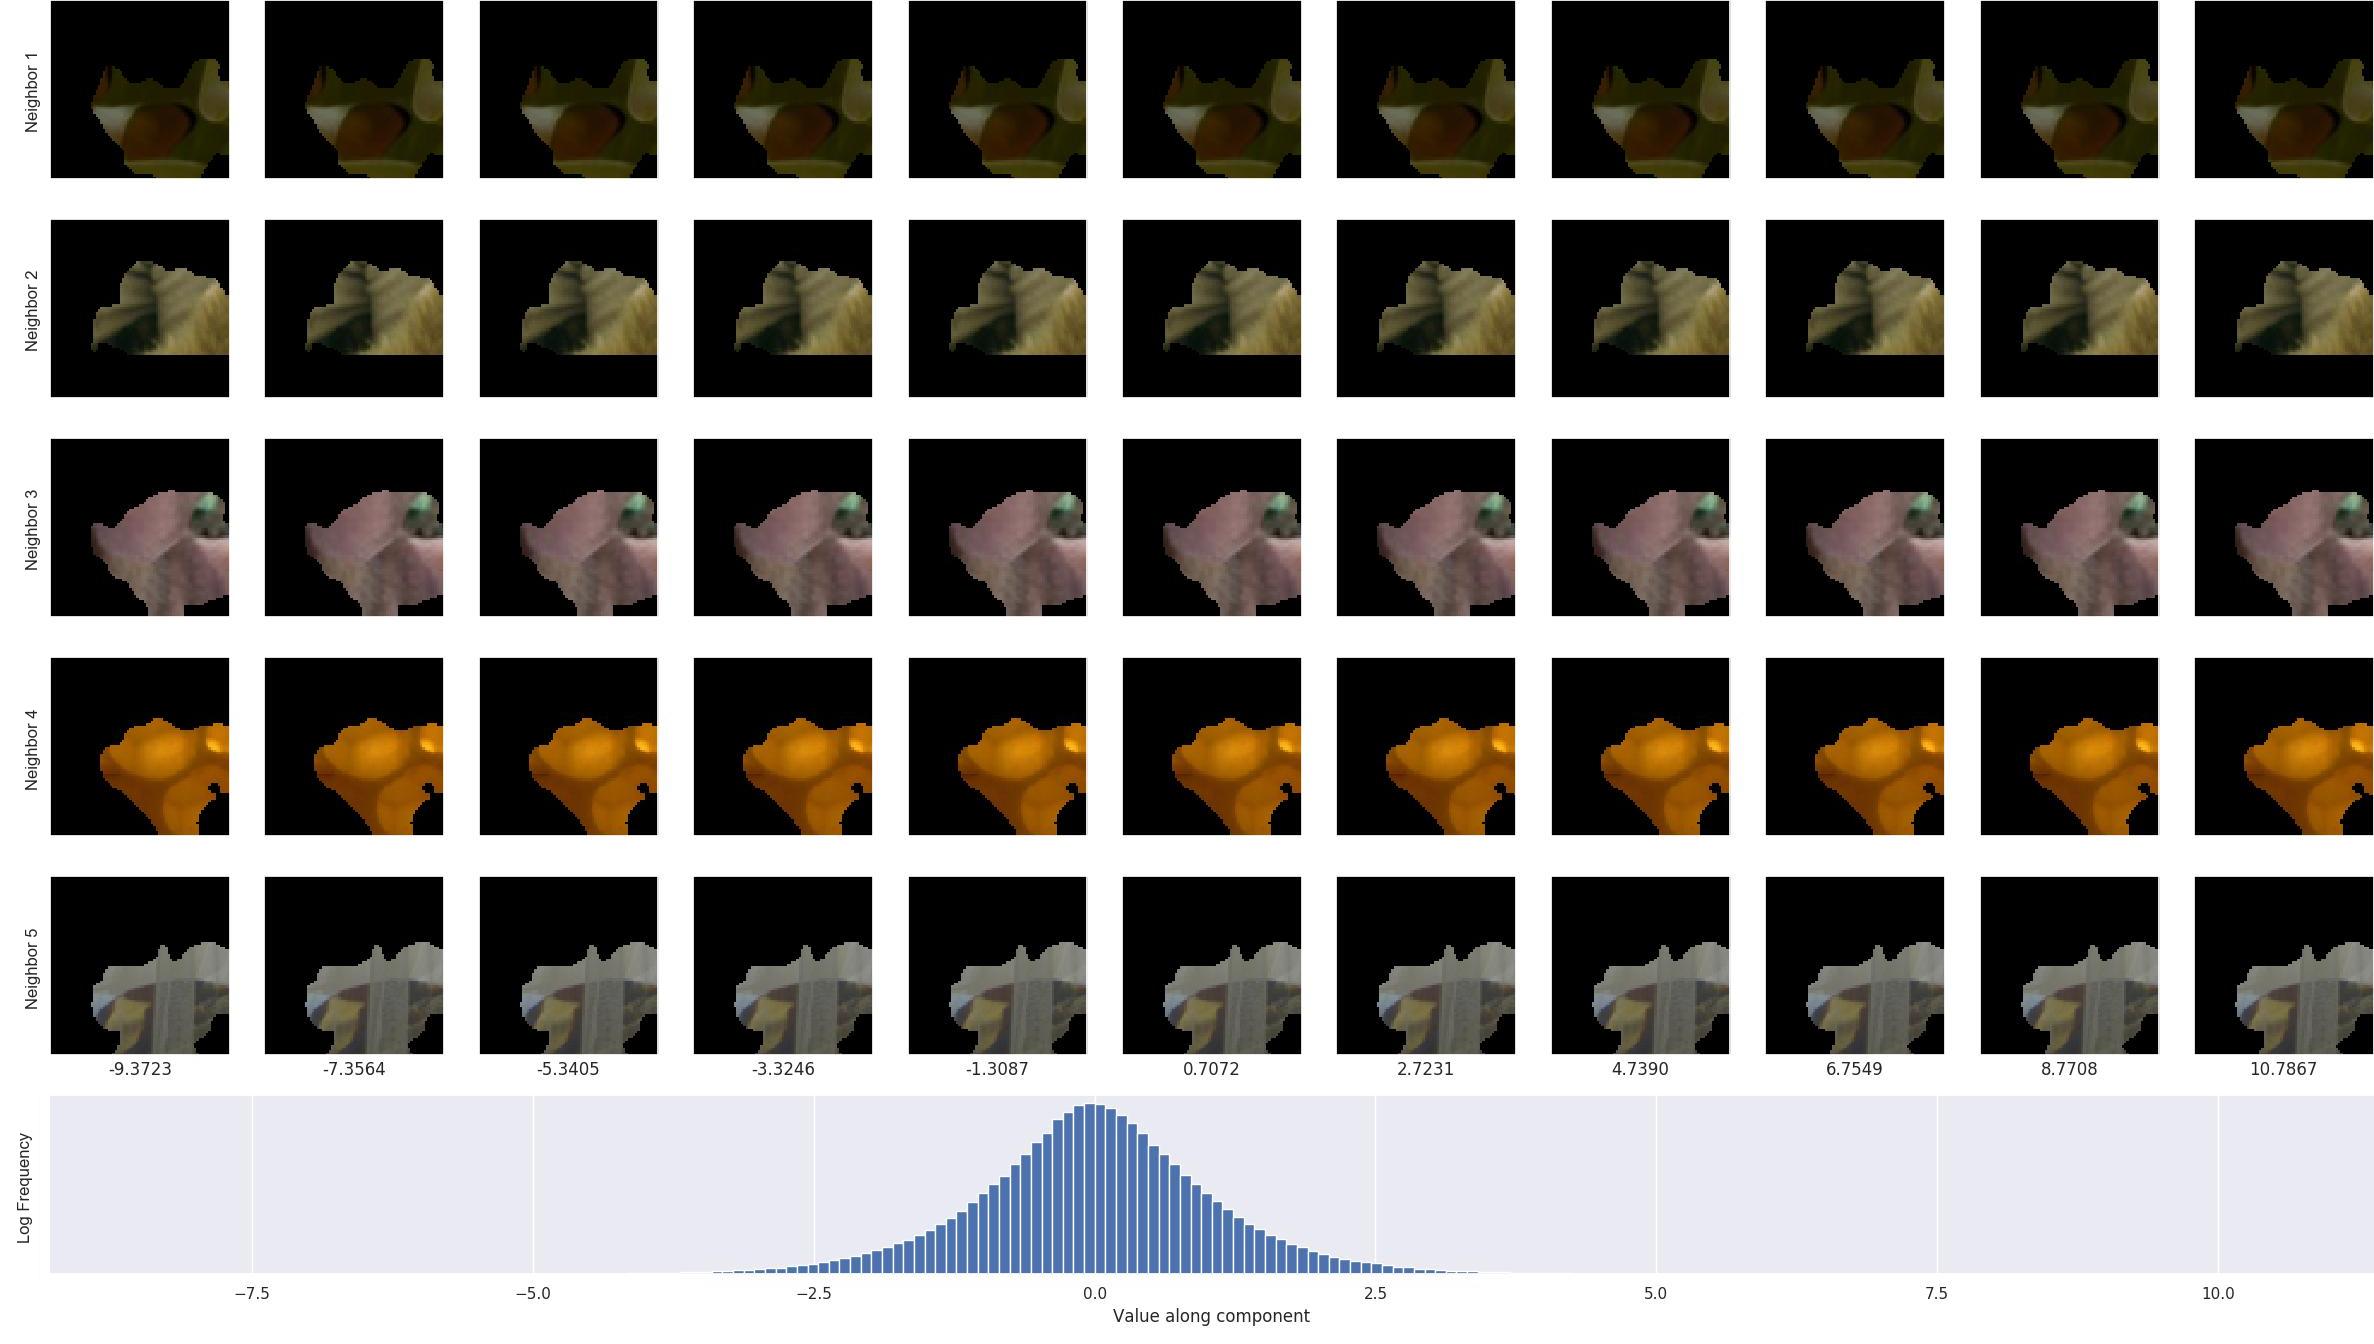 Neighbor 1
Neighbor 2
Neighbor 3
Neighbor 4
Neighbor 5
-9.3723 -7.3564 -5.3405 -3.3246 -1.3087 0.7072 2.7231 4.7390 6.7549 8.7708 10.7867
Log Frequency
−7.5 −5.0 −2.5 0.0 2.5 5.0 7.5 10.0
Value along component